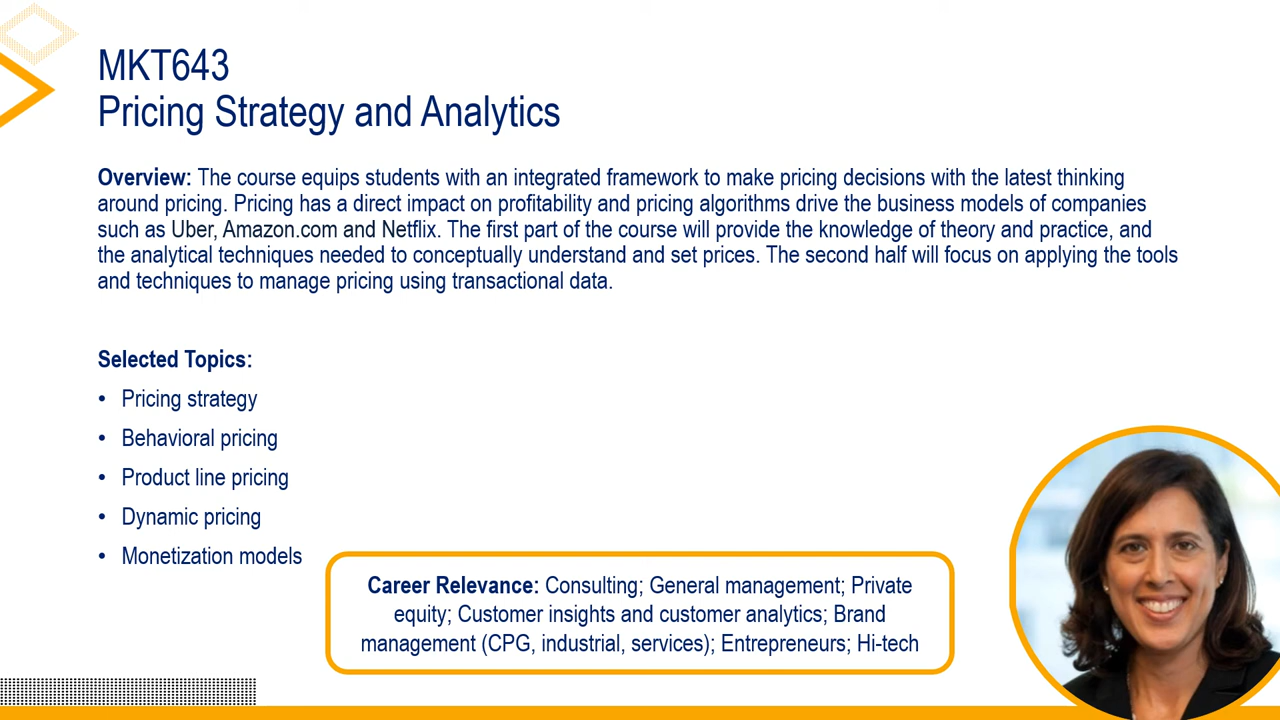 MKT643
Pricing Strategy and Analytics
Overview: The course equips students with an integrated framework to make pricing decisions with the latest thinking
around pricing. Pricing has a direct impact on profitability and pricing algorithms drive the business models of companies
such as Uber, Amazon.com and Netflix. The first part of the course will provide the knowledge of theory and practice, and
the analytical techniques needed to conceptually understand and set prices. The second half will focus on applying the tools
and techniques to manage pricing using transactional data.
Selected Topics:
• Pricing strategy
• Behavioral pricing
• Product line pricing
• Dynamic pricing
• Monetization models
Career Relevance: Consulting; General management; Private
equity; Customer insights and customer analytics; Brand
management (CPG, industrial, services); Entrepreneurs; Hi-tech